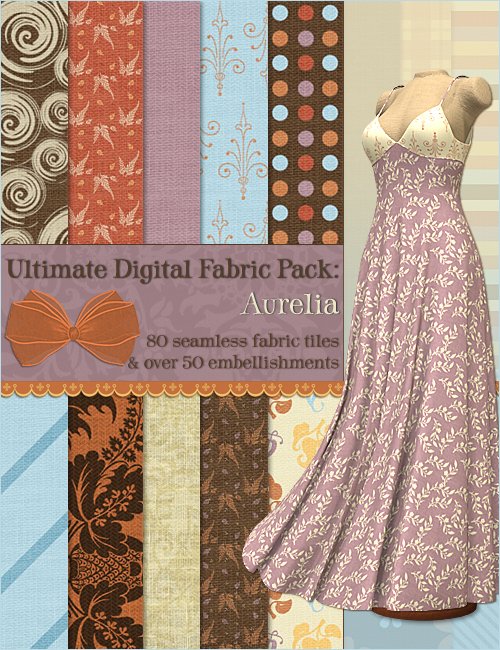 Ultimate Digital Fabric Pack:
Aurelia
80 seamless fabric tiles
& over 50 embellishments